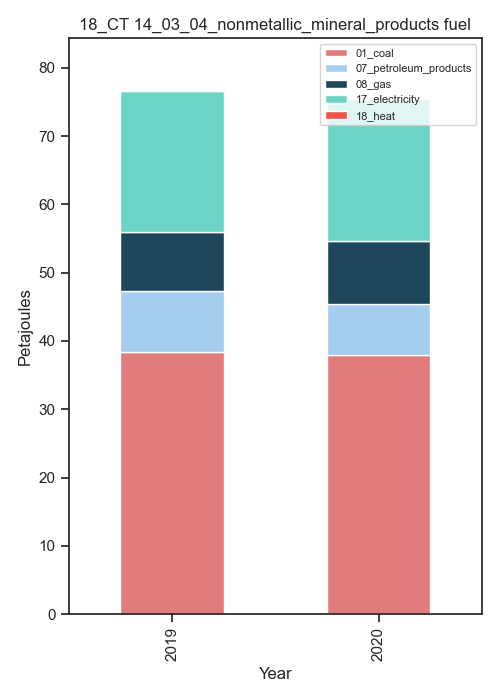 18_CT 14_03_04_nonmetallic_mineral_products fuel
01_coal
07_petroleum_products
08_gas
17_electricity
18_heat
80
70
60
50
40
30
20
10
0
Petajoules
2019
2020
Year